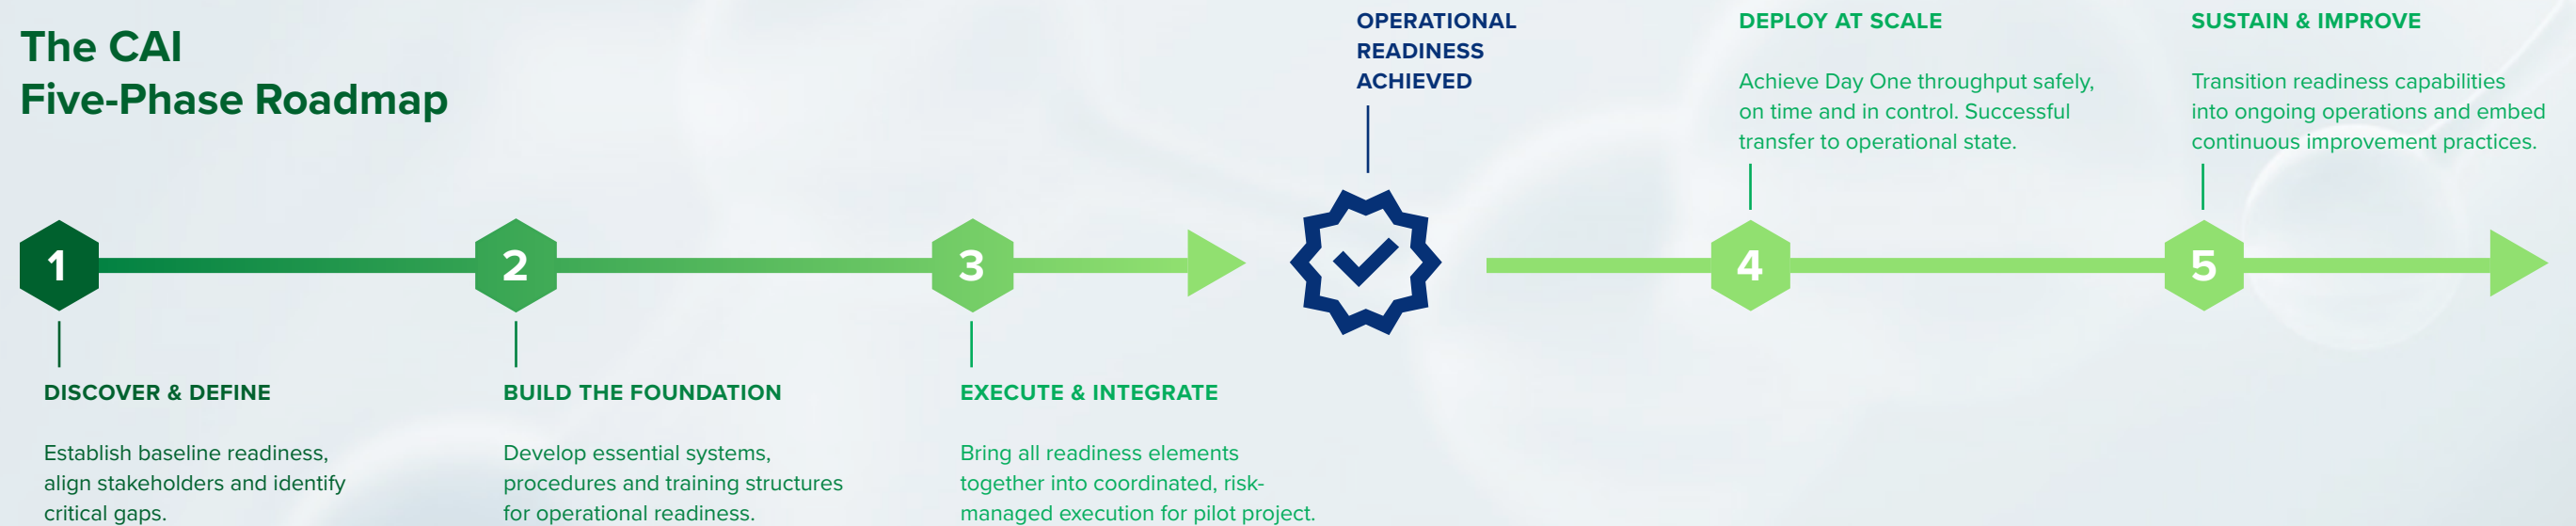 The CAI
Five-Phase Roadmap
1
DISCOVER & DEFINE
Establish baseline readiness,
align stakeholders and identify
critical gaps.
2
BUILD THE FOUNDATION
Develop essential systems,
procedures and training structures
for operational readiness.
3
EXECUTE & INTEGRATE
Bring all readiness elements
together into coordinated, risk-
managed execution for pilot project.
OPERATIONAL
READINESS
ACHIEVED
DEPLOY AT SCALE
Achieve Day One throughput safely,
on time and in control. Successful
transfer to operational state.
4
SUSTAIN & IMPROVE
Transition readiness capabilities
into ongoing operations and embed
continuous improvement practices.
5